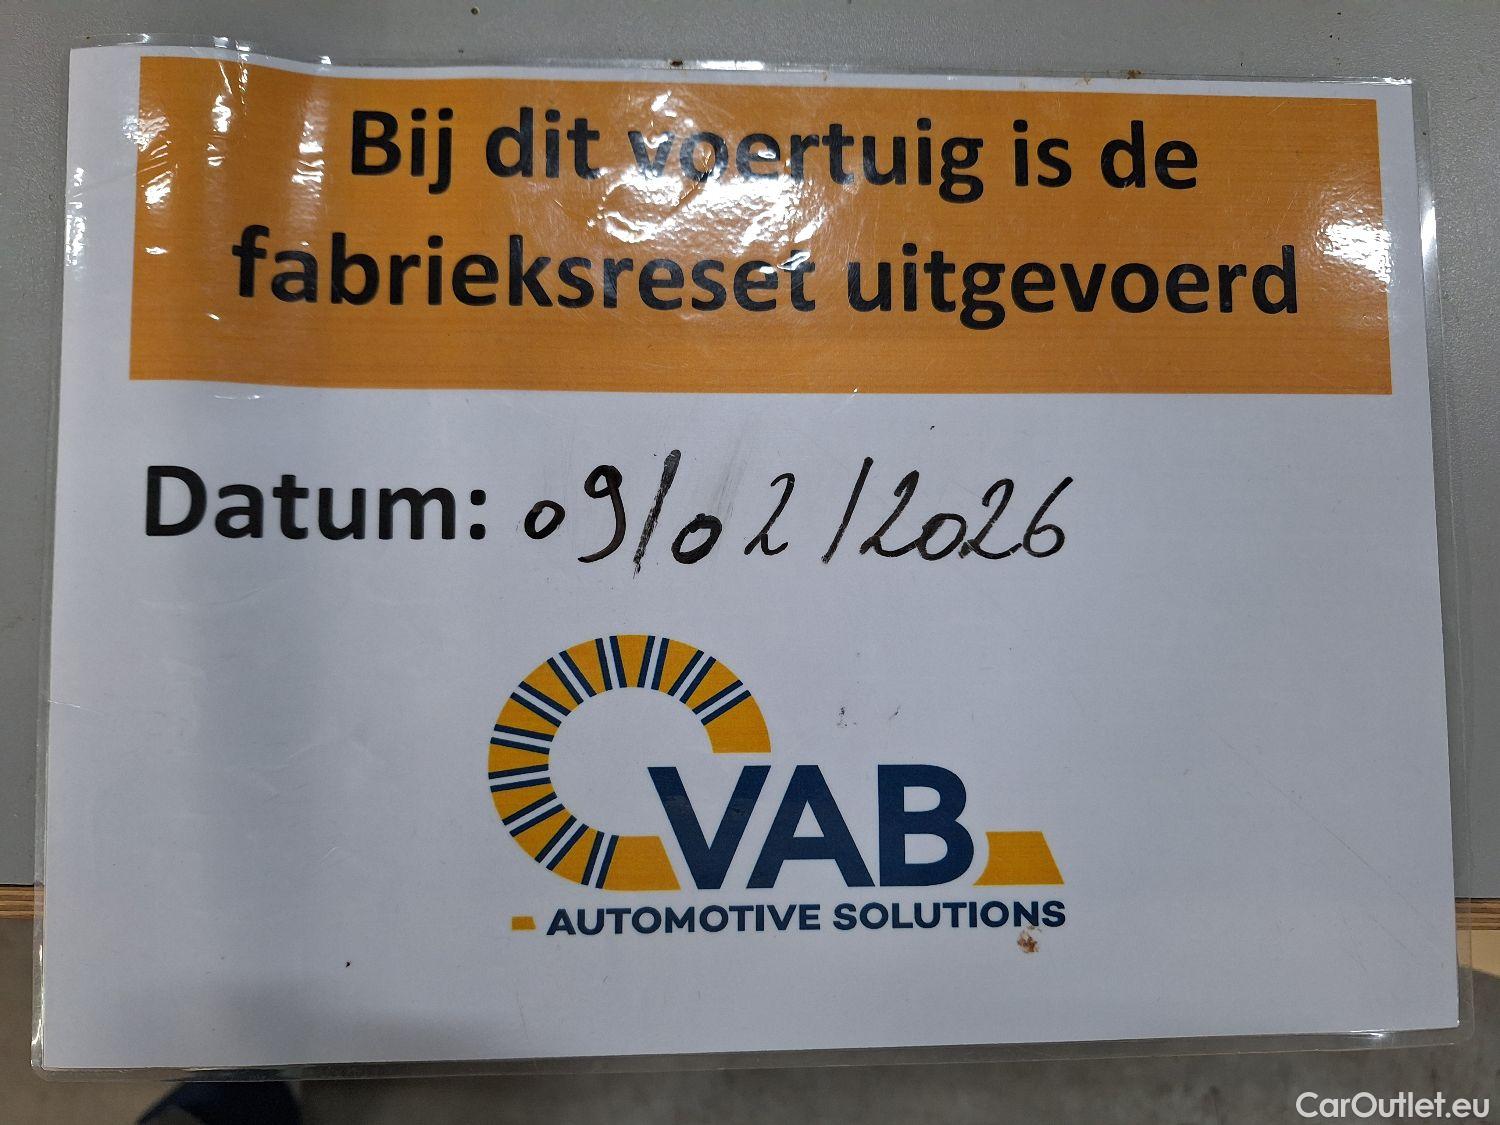 Bij dit voertuig is de
fabrieksreset uitgevoerd
Datum: 09/02/2026
VAB
AUTOMOTIVE SOLUTIONS
CarOutlet.eu